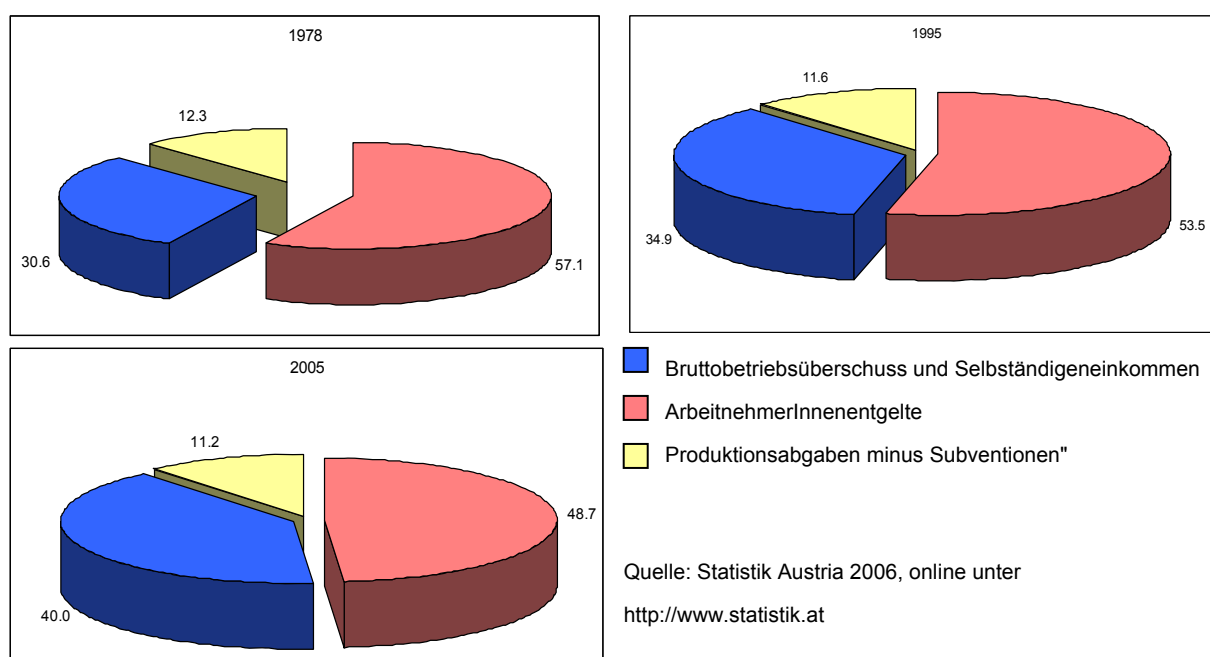 1978
12.3
30.6
57.1
1995
11.6
34.9
53.5
2005
11.2
40.0
48.7
Bruttobetriebsüberschuss und Selbständigeneinkommen
ArbeitnehmerInnenentgelte
Produktionsabgaben minus Subventionen"
Quelle: Statistik Austria 2006, online unter
http://www.statistik.at